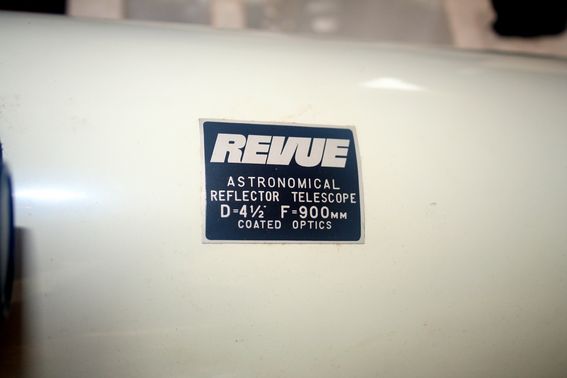 REVUE
ASTRONOMICAL
REFLECTOR TELESCOPE
D=4½" F=900MM
COATED OPTICS